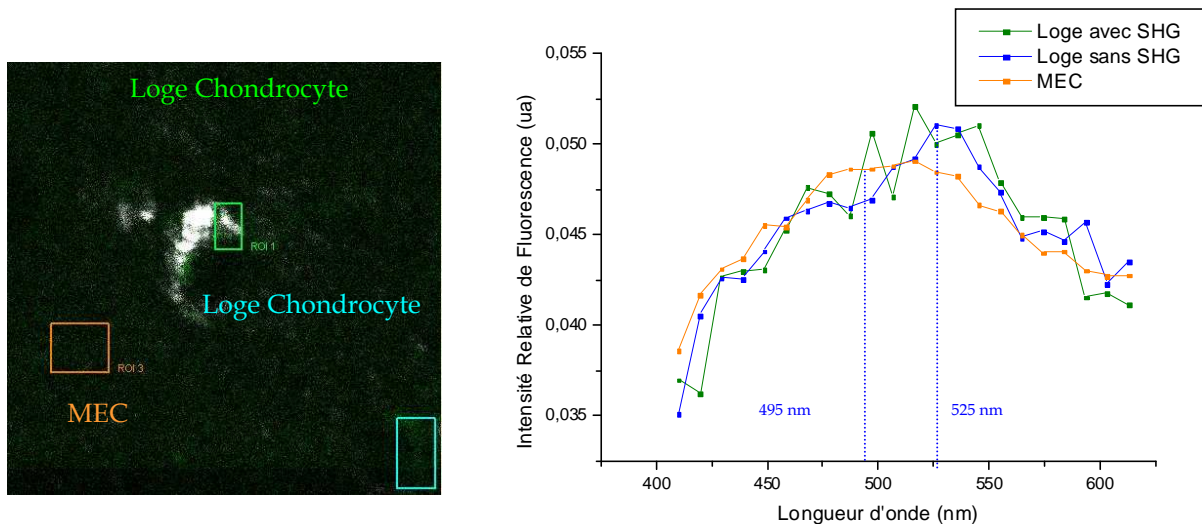 Loge Chondrocyte
ROI 1
Loge Chondrocyte
ROI 3
MEC
Loge avec SHG
Loge sans SHG
MEC
0,055
0,050
0,045
0,040
0,035
Intensité Relative de Fluorescence (ua)
495 nm
525 nm
400
450
500
550
600
Longueur d'onde (nm)